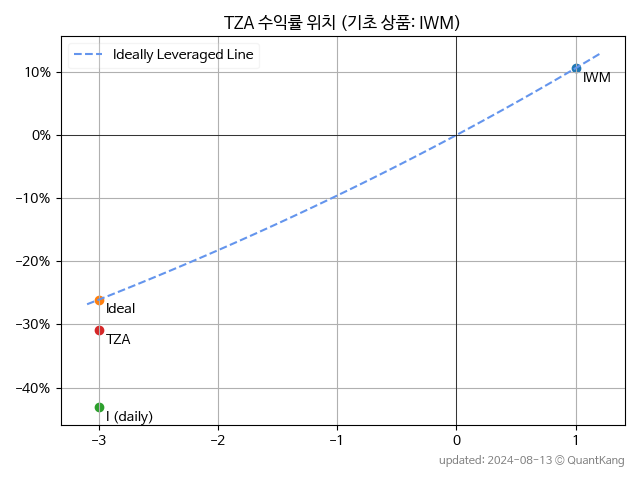 TZA 수익률 위치 (기초 상품: IWM)
Ideally Leveraged Line
10%
0%
-10%
-20%
-30%
-40%
IWM
Ideal
TZA
I (daily)
-3
-2
-1
0
1
updated: 2024-08-13 © QuantKang